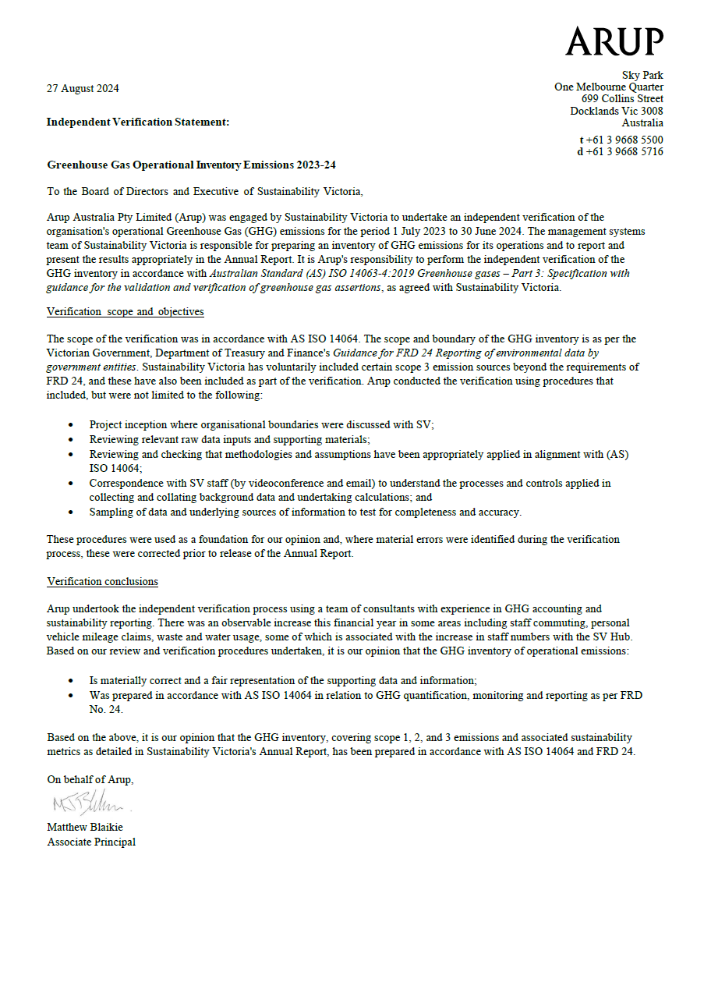 ARUP
Sky Park
One Melbourne Quarter
699 Collins Street
Docklands Vic 3008
Australia
t +61 3 9668 5500
d +61 3 9668 5716
27 August 2024
Independent Verification Statement:
Greenhouse Gas Operational Inventory Emissions 2023-24
To the Board of Directors and Executive of Sustainability Victoria,
Arup Australia Pty Limited (Arup) was engaged by Sustainability Victoria to undertake an independent verification of the
organisation's operational Greenhouse Gas (GHG) emissions for the period 1 July 2023 to 30 June 2024. The management systems
team of Sustainability Victoria is responsible for preparing an inventory of GHG emissions for its operations and to report and
present the results appropriately in the Annual Report. It is Arup's responsibility to perform the independent verification of the
GHG inventory in accordance with Australian Standard (AS) ISO 14063-4:2019 Greenhouse gases – Part 3: Specification with
guidance for the validation and verification of greenhouse gas assertions, as agreed with Sustainability Victoria.
Verification scope and objectives
The scope of the verification was in accordance with AS ISO 14064. The scope and boundary of the GHG inventory is as per the
Victorian Government, Department of Treasury and Finance's Guidance for FRD 24 Reporting of environmental data by
government entities. Sustainability Victoria has voluntarily included certain scope 3 emission sources beyond the requirements of
FRD 24, and these have also been included as part of the verification. Arup conducted the verification using procedures that
included, but were not limited to the following:
• Project inception where organisational boundaries were discussed with SV;
• Reviewing relevant raw data inputs and supporting materials;
• Reviewing and checking that methodologies and assumptions have been appropriately applied in alignment with (AS)
ISO 14064;
• Correspondence with SV staff (by videoconference and email) to understand the processes and controls applied in
collecting and collating background data and undertaking calculations; and
• Sampling of data and underlying sources of information to test for completeness and accuracy.
These procedures were used as a foundation for our opinion and, where material errors were identified during the verification
process, these were corrected prior to release of the Annual Report.
Verification conclusions
Arup undertook the independent verification process using a team of consultants with experience in GHG accounting and
sustainability reporting. There was an observable increase this financial year in some areas including staff commuting, personal
vehicle mileage claims, waste and water usage, some of which is associated with the increase in staff numbers with the SV Hub.
Based on our review and verification procedures undertaken, it is our opinion that the GHG inventory of operational emissions:
• Is materially correct and a fair representation of the supporting data and information;
• Was prepared in accordance with AS ISO 14064 in relation to GHG quantification, monitoring and reporting as per FRD
No. 24.
Based on the above, it is our opinion that the GHG inventory, covering scope 1, 2, and 3 emissions and associated sustainability
metrics as detailed in Sustainability Victoria's Annual Report, has been prepared in accordance with AS ISO 14064 and FRD 24.
On behalf of Arup,
Matthew Blaikie
Associate Principal